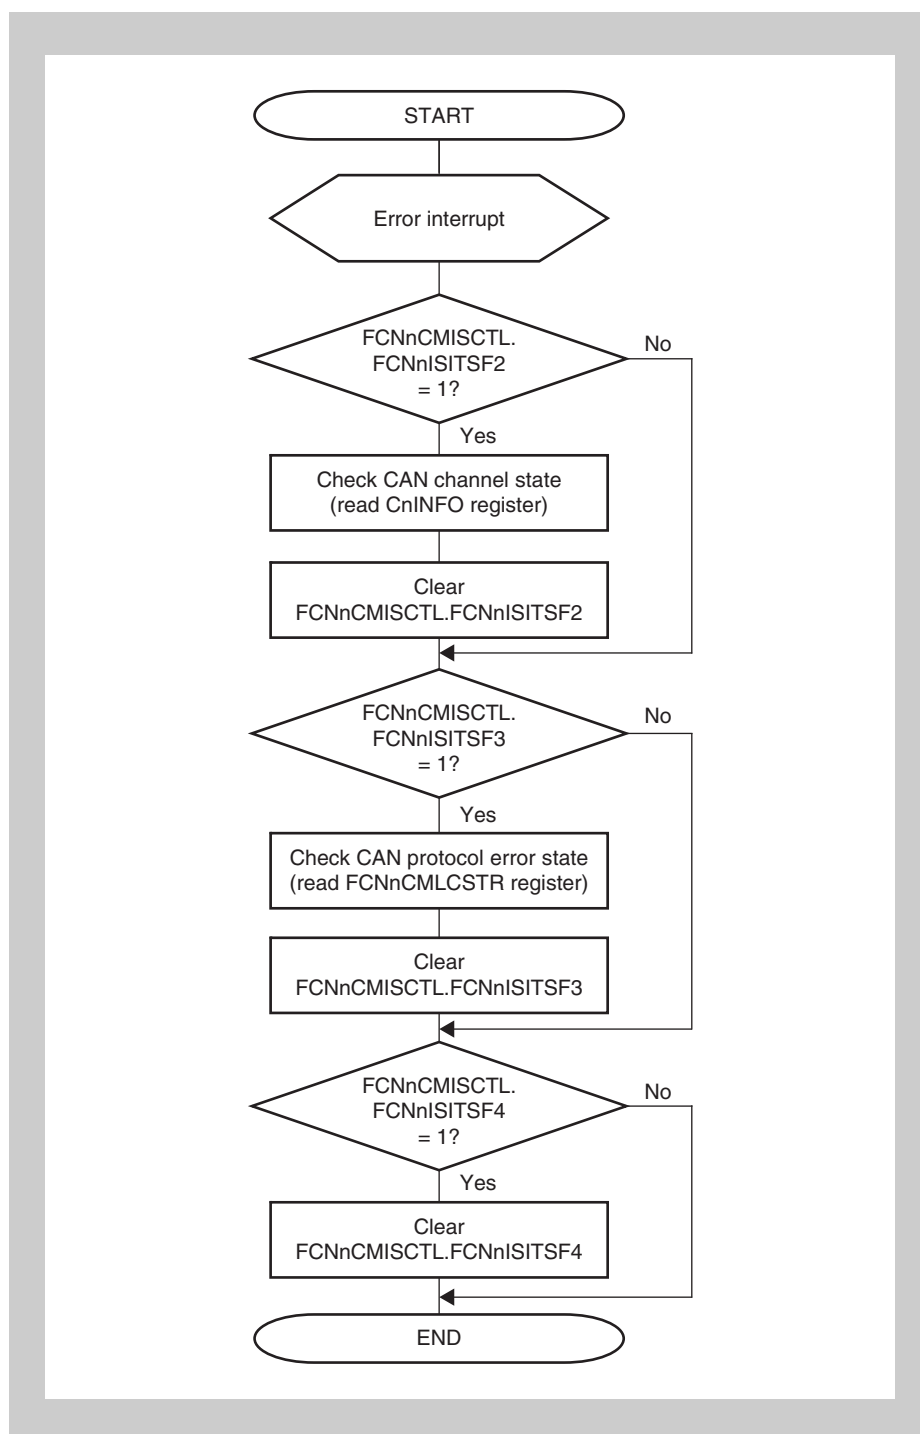 START
Error interrupt
FCNnCMISCTL.
FCNnISITSF2
= 1?
No
Yes
Check CAN channel state
(read CnINFO register)
Clear
FCNnCMISCTL.FCNnISITSF2
FCNnCMISCTL.
FCNnISITSF3
= 1?
No
Yes
Check CAN protocol error state
(read FCNnCMLCSTR register)
Clear
FCNnCMISCTL.FCNnISITSF3
FCNnCMISCTL.
FCNnISITSF4
= 1?
No
Yes
Clear
FCNnCMISCTL.FCNnISITSF4
END